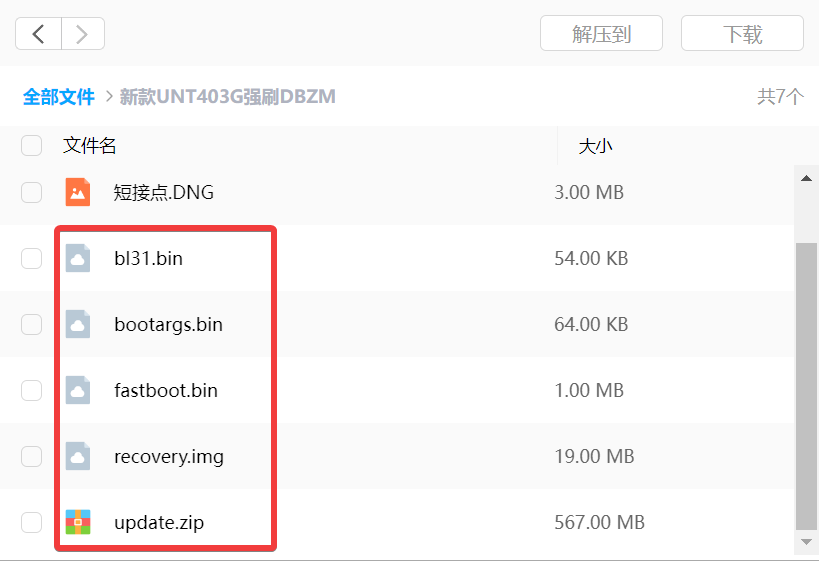 解压到 下载
全部文件 > 新款UNT403G强刷DBZM 共7个
文件名 大小
短接点.DNG 3.00 MB
bl31.bin 54.00 KB
bootargs.bin 64.00 KB
fastboot.bin 1.00 MB
recovery.img 19.00 MB
update.zip 567.00 MB